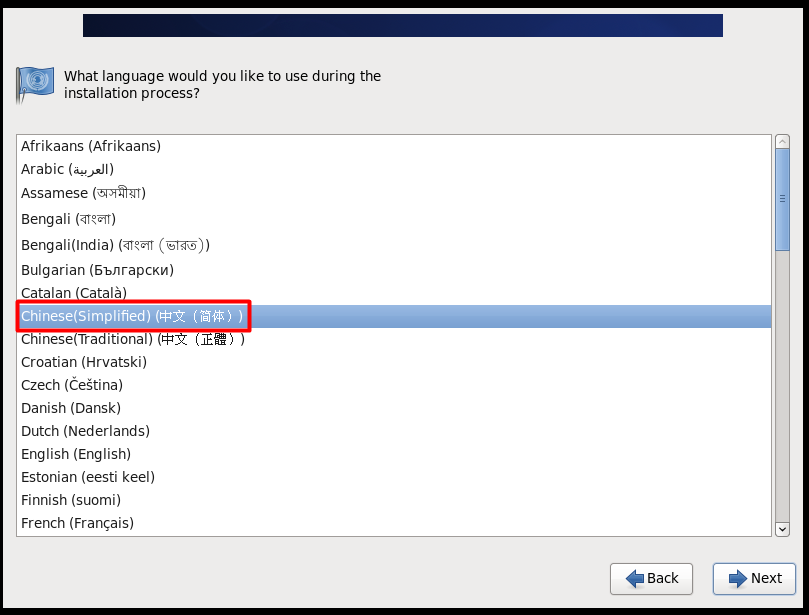 What language would you like to use during the
installation process?
Afrikaans (Afrikaans)
Arabic (العربية)
Assamese (অসমীয়া)
Bengali (বাংলা)
Bengali(India) (বাংলা (ভারত))
Bulgarian (Български)
Catalan (Català)
Chinese(Simplified) (中文（简体）)
Chinese(Traditional) (中文（正體）)
Croatian (Hrvatski)
Czech (Čeština)
Danish (Dansk)
Dutch (Nederlands)
English (English)
Estonian (eesti keel)
Finnish (suomi)
French (Français)
Back
Next